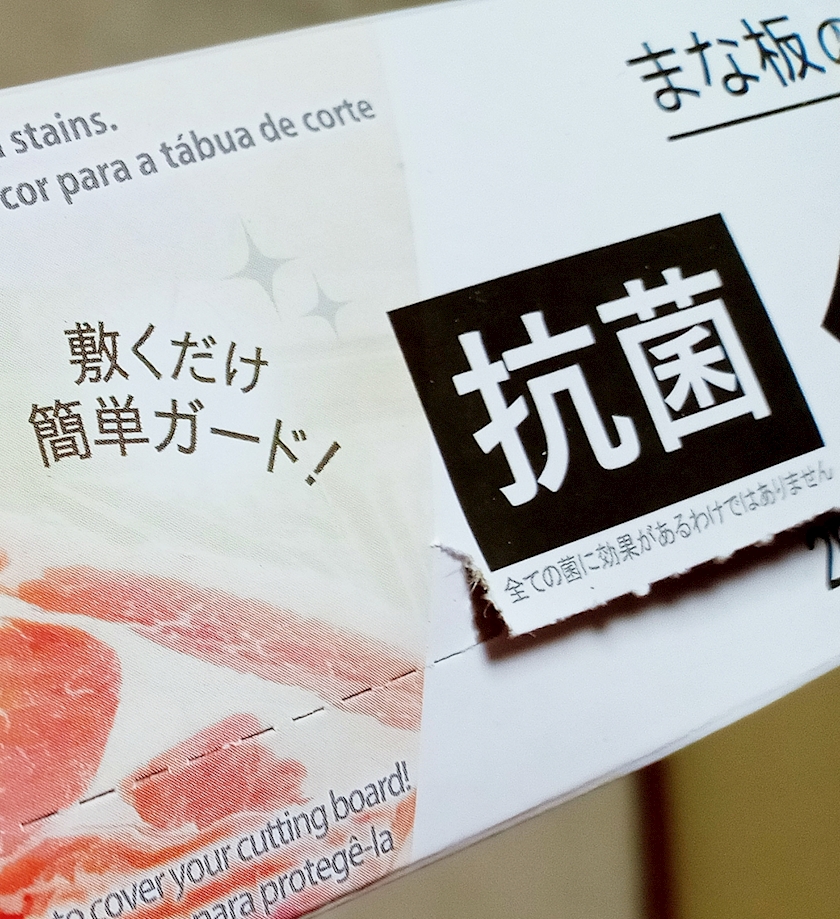 stains.
cor para a tábua de corte
まな板の
敷くだけ
簡単ガード!
抗菌
全ての菌に効果があるわけではありません
to cover your cutting board!
para protegê-la